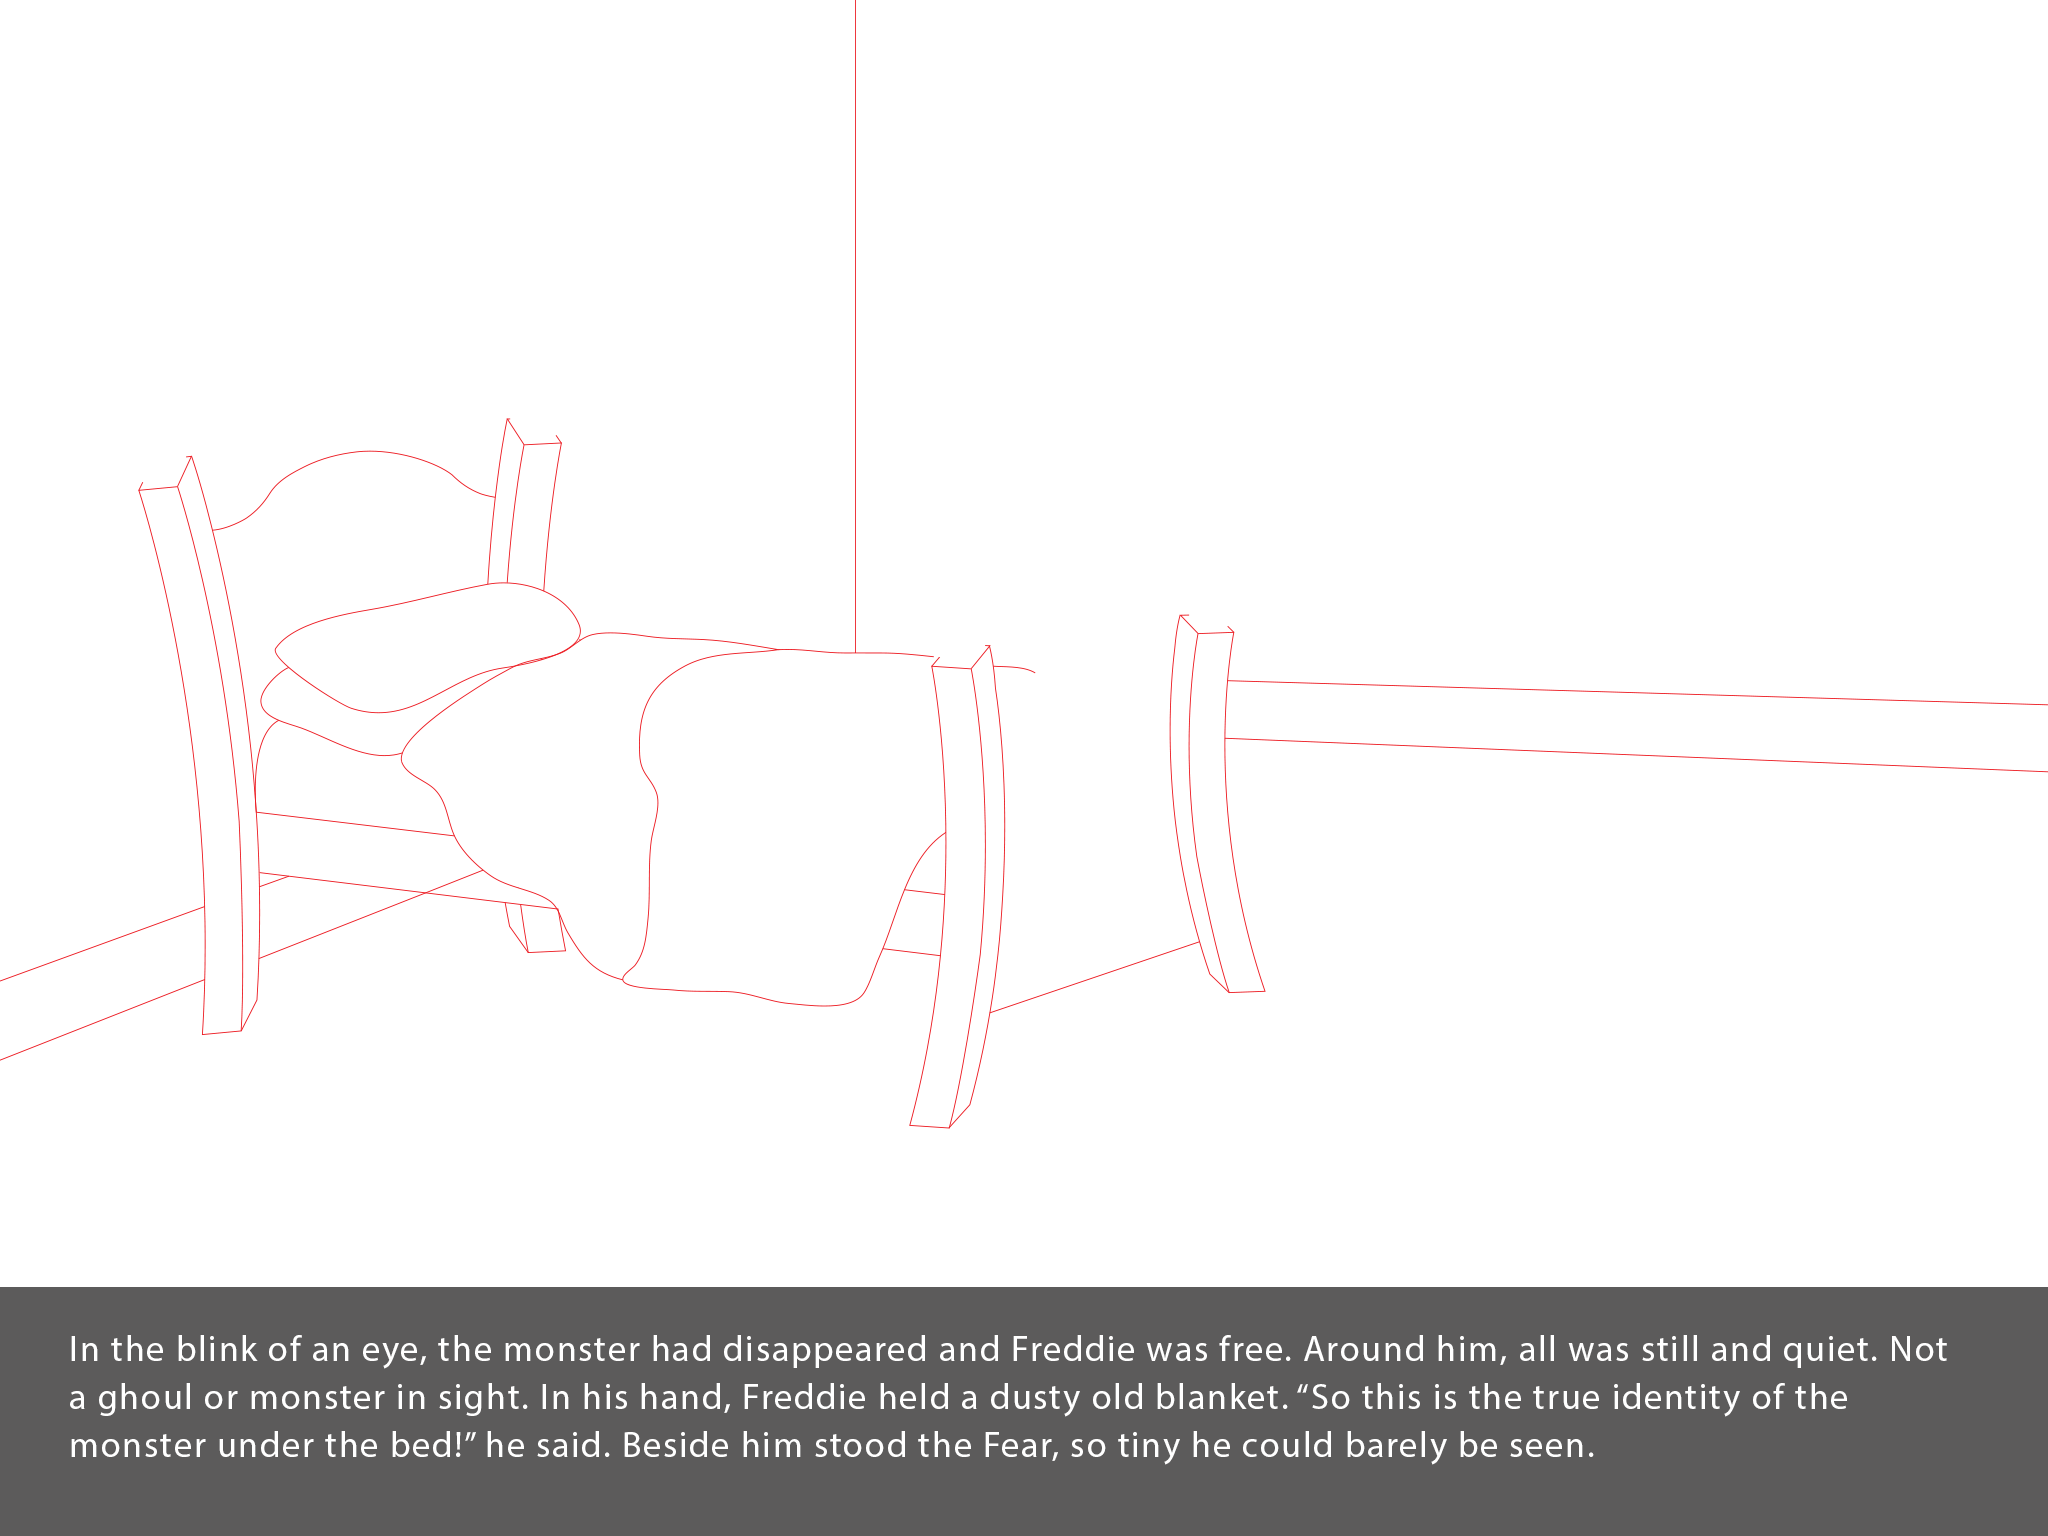 In the blink of an eye, the monster had disappeared and Freddie was free. Around him, all was still and quiet. Not
a ghoul or monster in sight. In his hand, Freddie held a dusty old blanket. “So this is the true identity of the
monster under the bed!” he said. Beside him stood the Fear, so tiny he could barely be seen.